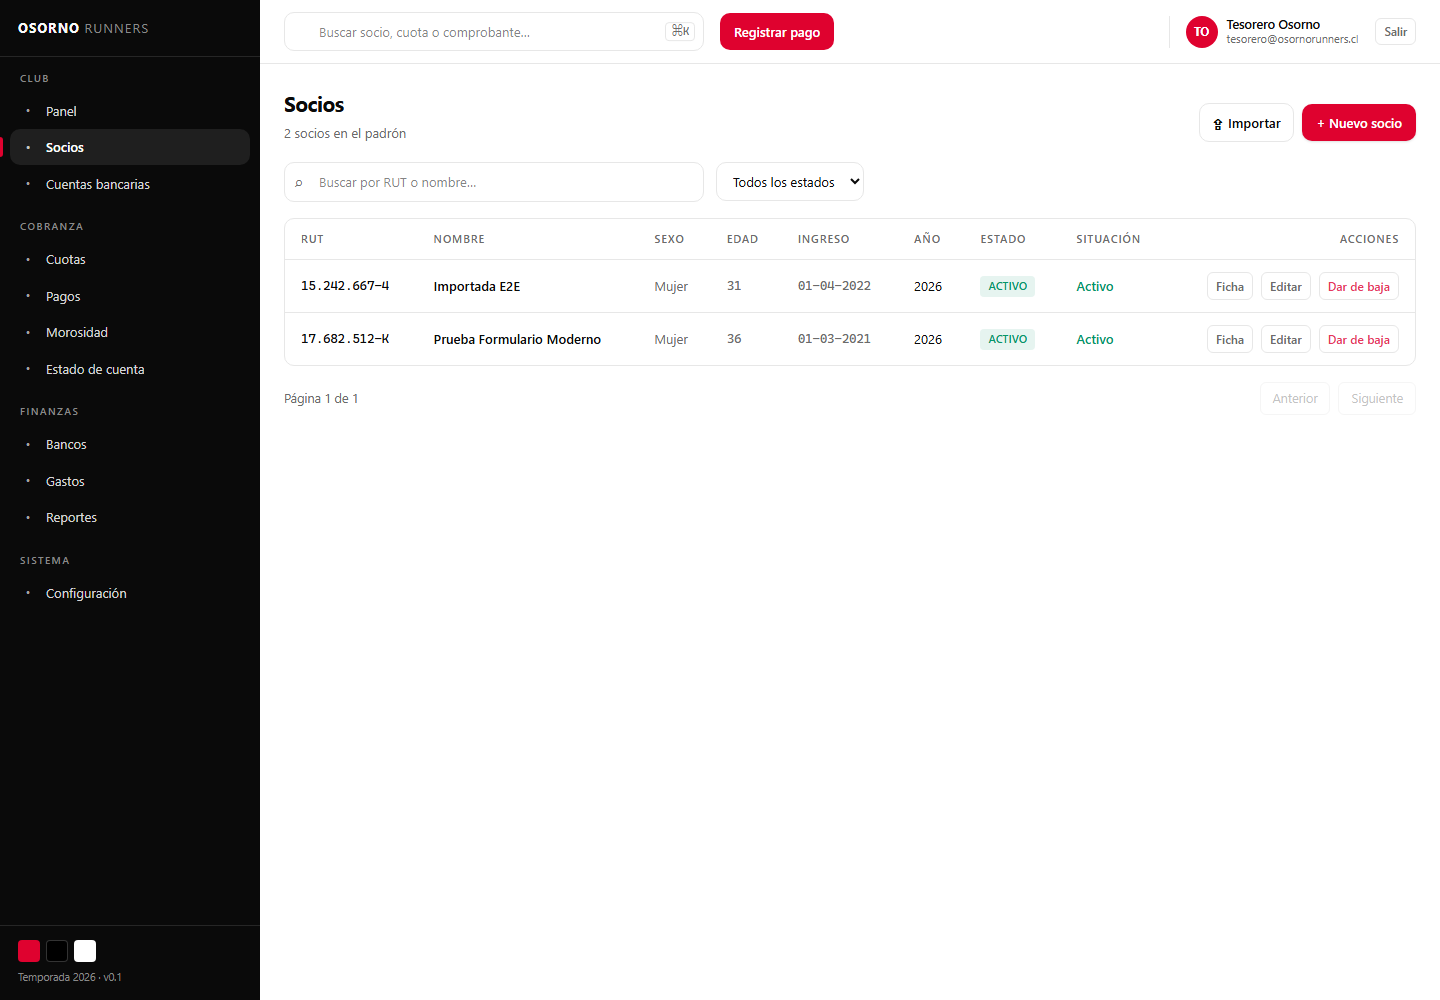 OSORNO RUNNERS
CLUB
Panel
Socios
Cuentas bancarias
COBRANZA
Cuotas
Pagos
Morosidad
Estado de cuenta
FINANZAS
Bancos
Gastos
Reportes
SISTEMA
Configuración
Temporada 2026 · v0.1
Buscar socio, cuota o comprobante... ⌘K
Registrar pago
TO
Tesorero Osorno
tesorero@osornorunners.cl
Salir
Socios
2 socios en el padrón
⇪ Importar
+ Nuevo socio
⌕ Buscar por RUT o nombre...
Todos los estados
RUT NOMBRE SEXO EDAD INGRESO AÑO ESTADO SITUACIÓN ACCIONES
15.242.667-4 Importada E2E Mujer 31 01-04-2022 2026 ACTIVO Activo Ficha Editar Dar de baja
17.682.512-K Prueba Formulario Moderno Mujer 36 01-03-2021 2026 ACTIVO Activo Ficha Editar Dar de baja
Página 1 de 1
Anterior Siguiente